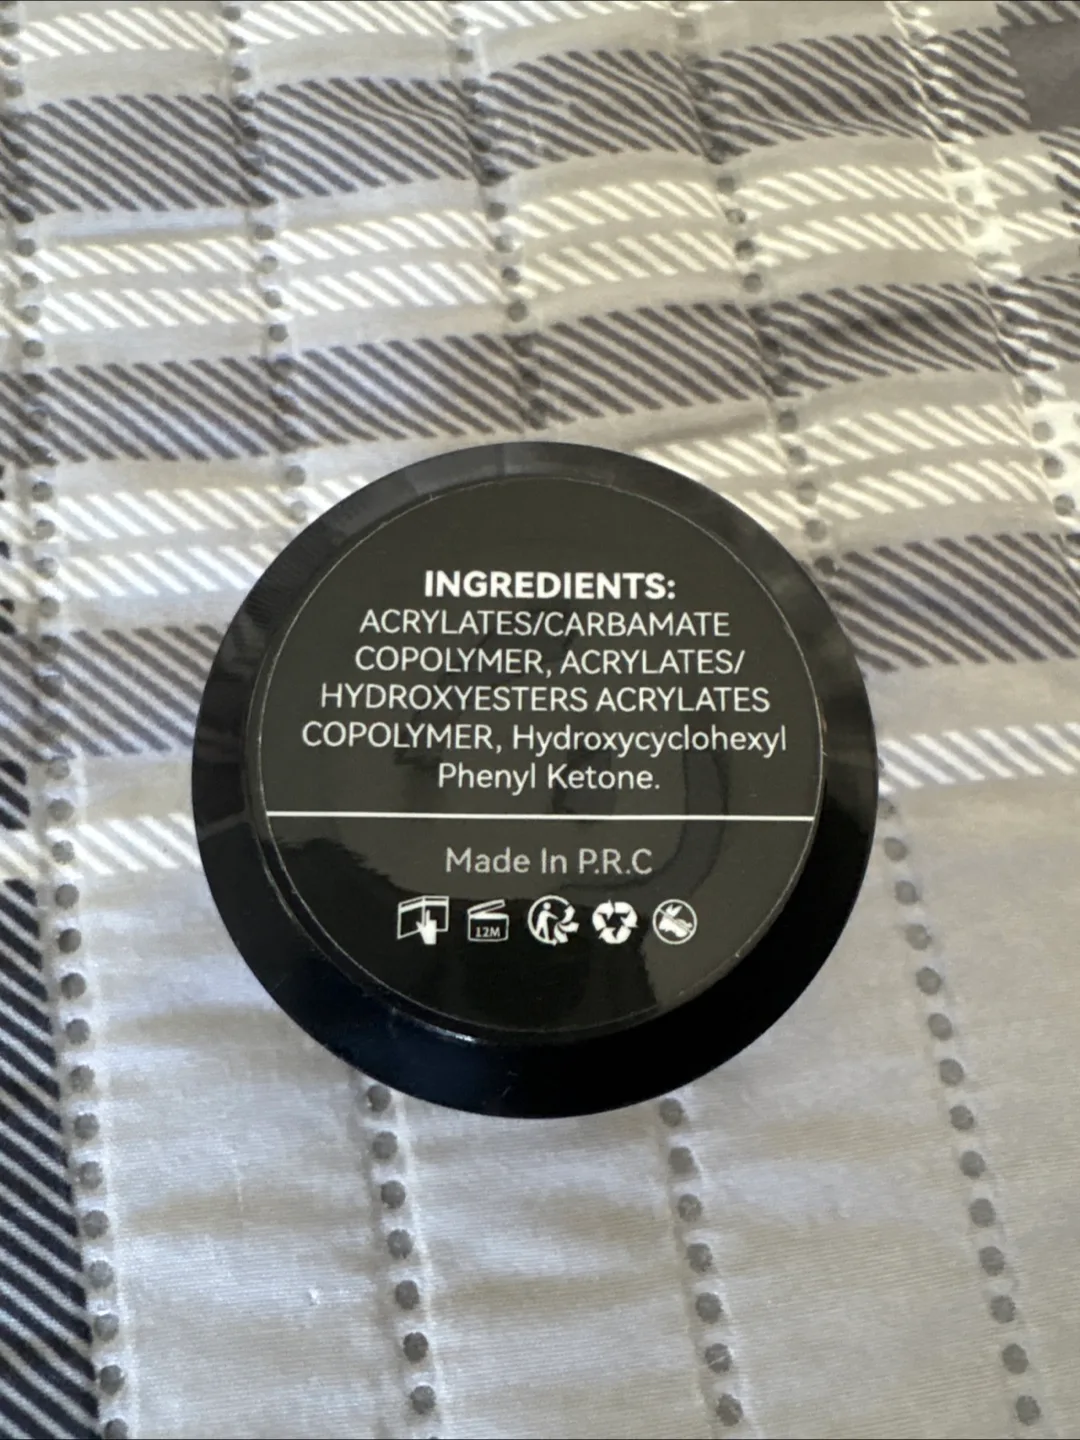 INGREDIENTS:
ACRYLATES/CARBAMATE
COPOLYMER, ACRYLATES/
HYDROXYESTERS ACRYLATES
COPOLYMER, Hydroxycyclohexyl
Phenyl Ketone.
Made In P.R.C
12M